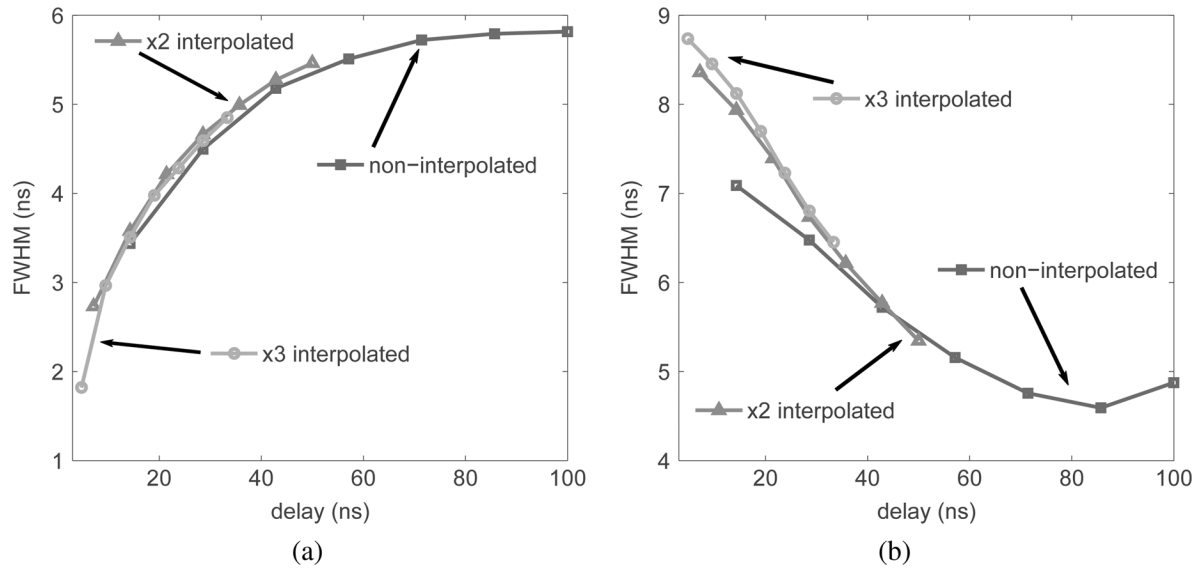 6
5
4
3
2
1
FWHM (ns)
x2 interpolated
non−interpolated
x3 interpolated
20
40
60
80
100
delay (ns)
(a)
9
8
7
6
5
4
FWHM (ns)
x3 interpolated
non−interpolated
x2 interpolated
20
40
60
80
100
delay (ns)
(b)